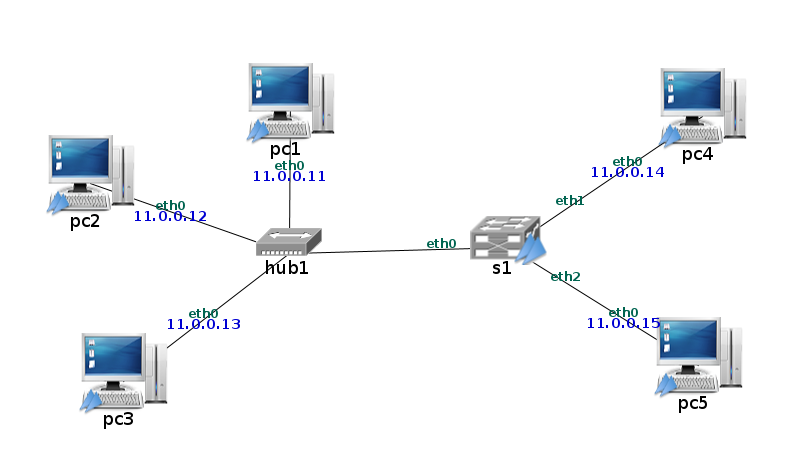 pc1
eth0
11.0.0.11
pc4
eth0
11.0.0.14
eth1
pc2
eth0
11.0.0.12
hub1
eth0
s1
eth2
pc3
eth0
11.0.0.13
eth0
11.0.0.15
pc5